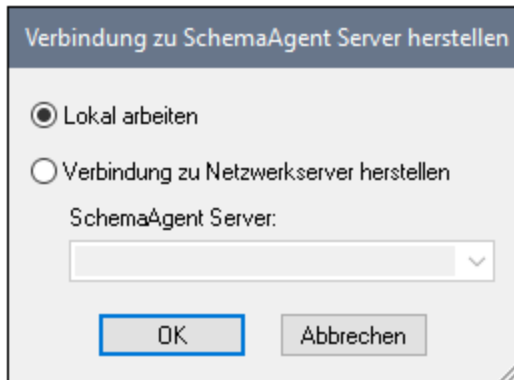 Verbindung zu SchemaAgent Server herstellen
Lokal arbeiten
Verbindung zu Netzwerkserver herstellen
SchemaAgent Server:
OK
Abbrechen